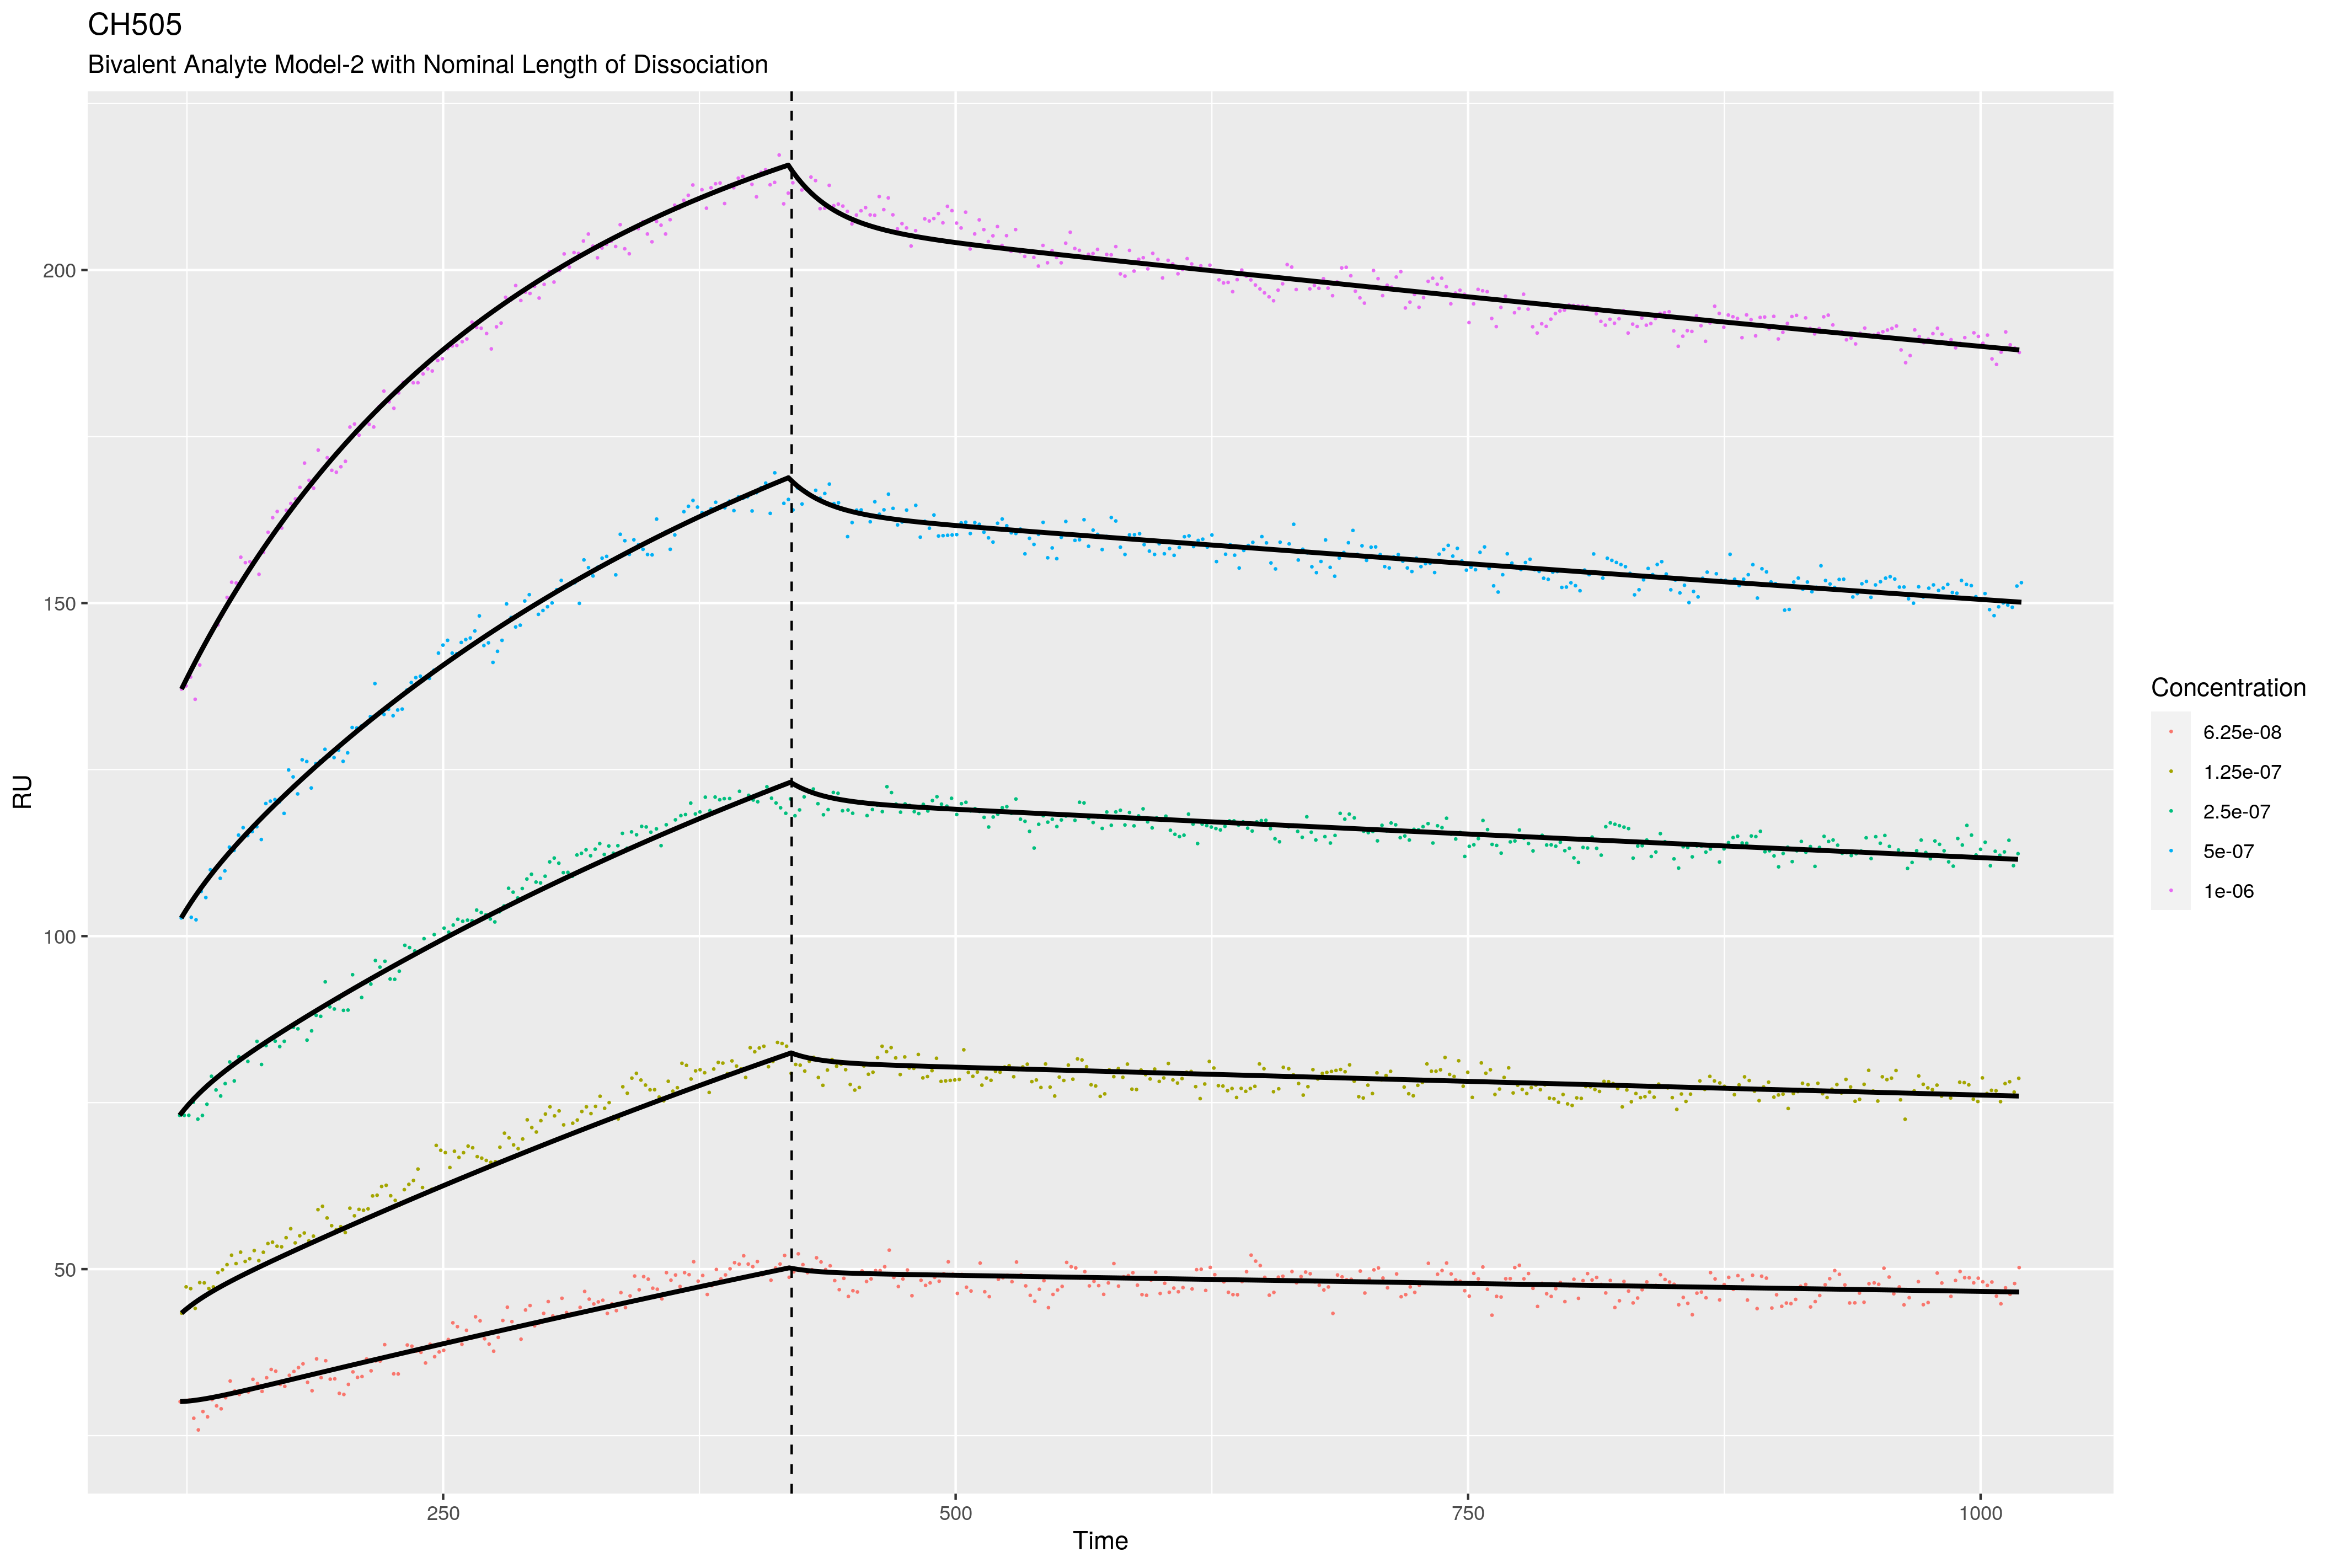 CH505
Bivalent Analyte Model-2 with Nominal Length of Dissociation
RU
200
150
100
50
250
500
750
1000
Time
Concentration
6.25e-08
1.25e-07
2.5e-07
5e-07
1e-06